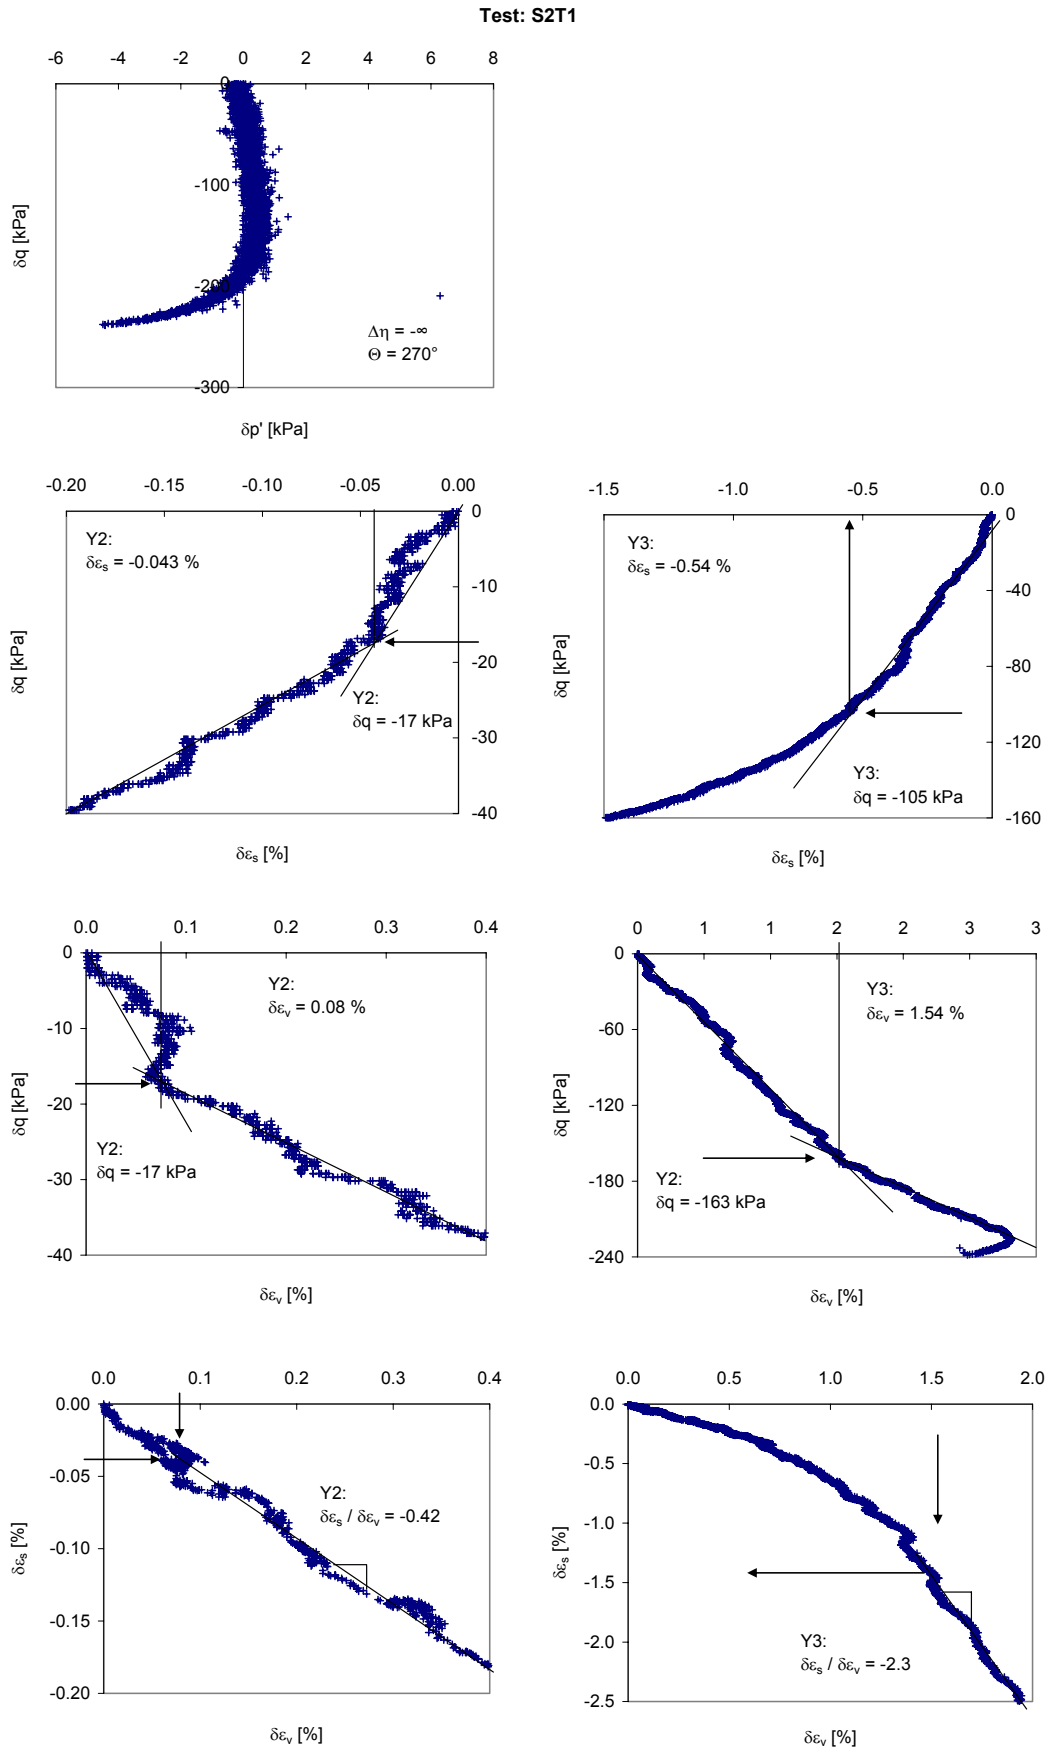 Test: S2T1
-6 -4 -2 0 2 4 6 8
0
-100
-200
-300
δq [kPa]
Δη = -∞
Θ = 270°
δp' [kPa]
-0.20 -0.15 -0.10 -0.05 0.00
0
-10
-20
-30
-40
Y2:
δεs = -0.043 %
δq [kPa]
Y2:
δq = -17 kPa
δεs [%]
-1.5 -1.0 -0.5 0.0
0
-40
-80
-120
-160
Y3:
δεs = -0.54 %
δq [kPa]
Y3:
δq = -105 kPa
δεs [%]
0.0 0.1 0.2 0.3 0.4
0
-10
-20
-30
-40
Y2:
δεv = 0.08 %
δq [kPa]
Y2:
δq = -17 kPa
δεv [%]
0 1 1 2 2 3 3
0
-60
-120
-180
-240
Y3:
δεv = 1.54 %
δq [kPa]
Y2:
δq = -163 kPa
δεv [%]
0.0 0.1 0.2 0.3 0.4
0.00
-0.05
-0.10
-0.15
-0.20
δεs [%]
Y2:
δεs / δεv = -0.42
δεv [%]
0.0 0.5 1.0 1.5 2.0
0.0
-0.5
-1.0
-1.5
-2.0
-2.5
δεs [%]
Y3:
δεs / δεv = -2.3
δεv [%]